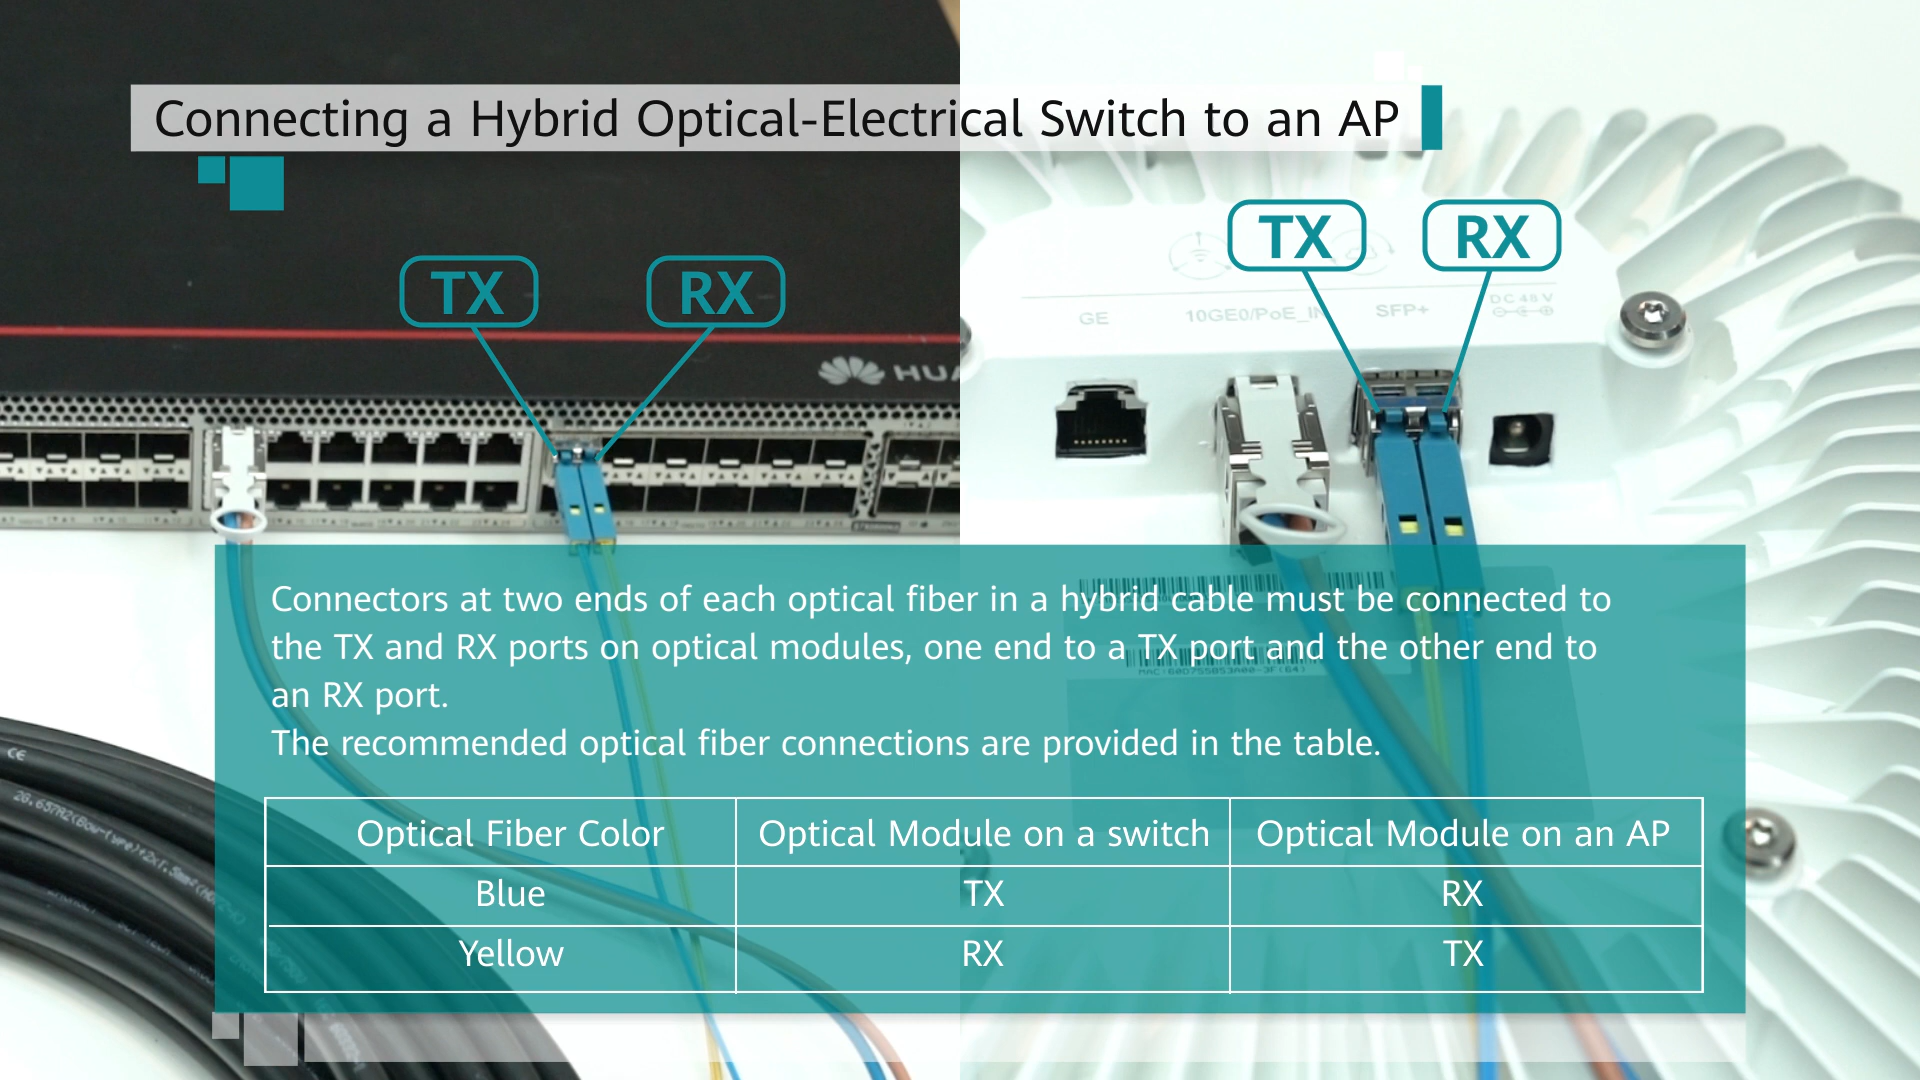 Connecting a Hybrid Optical-Electrical Switch to an AP
TX
RX
TX
RX
GE
10GE0/PoE_IN
SFP+
DC 48 V
HUA
Connectors at two ends of each optical fiber in a hybrid cable must be connected to
the TX and RX ports on optical modules, one end to a TX port and the other end to
an RX port.
The recommended optical fiber connections are provided in the table.
Optical Fiber Color
Optical Module on a switch
Optical Module on an AP
Blue
TX
RX
Yellow
RX
TX
CE